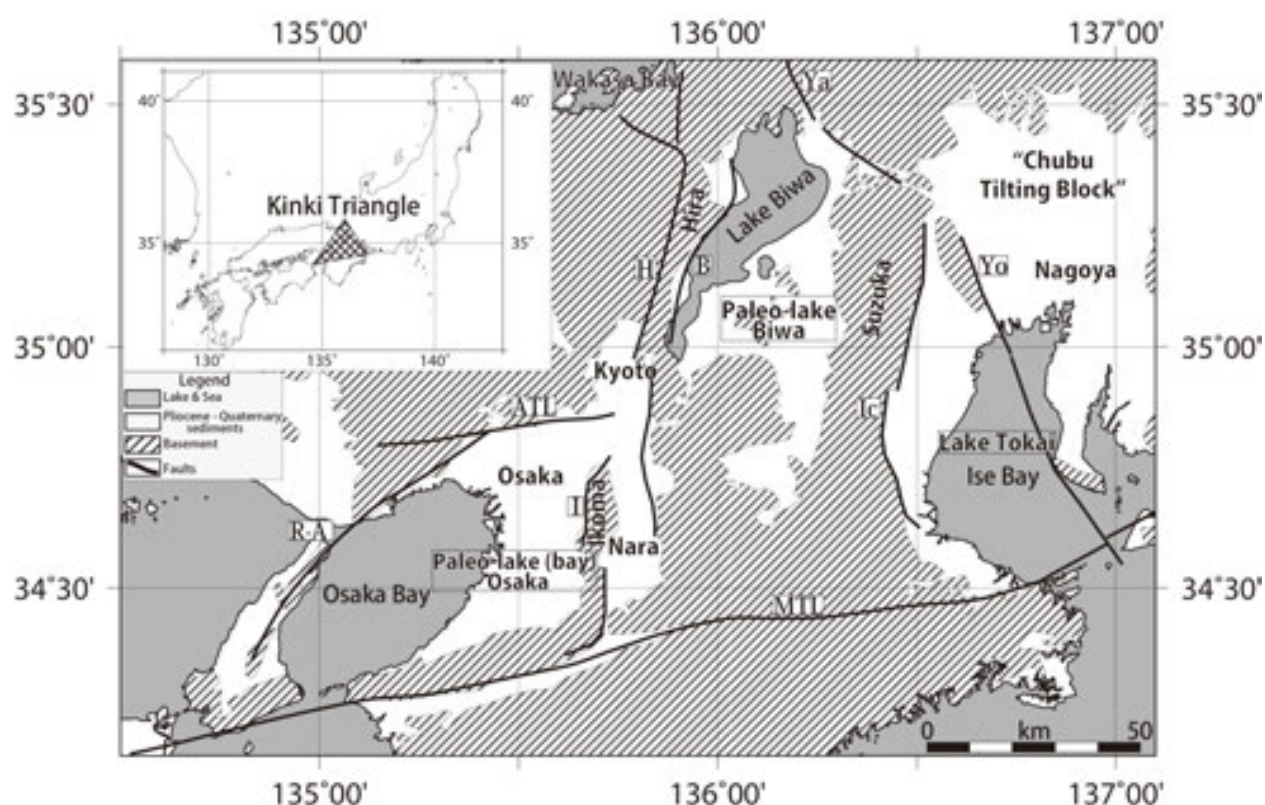 135°00'
136°00'
137°00'
35°30'
35°30'
35°00'
35°00'
34°30'
34°30'
135°00'
136°00'
137°00'
40°
40°
35°
35°
130°
135°
140°
Kinki Triangle
Legend
Lake & Sea
Pliocene - Quaternary
sediments
Basement
Faults
Wakasa Bay
Ya
"Chubu
Tilting Block"
Hira
Lake Biwa
H
B
Suzuka
Yo
Nagoya
Paleo-lake
Biwa
Kyoto
ATL
Ic
Lake Tokai
Ise Bay
Osaka
I
Ikoma
Nara
R-A
Paleo-lake (bay)
Osaka
Osaka Bay
MTL
0
km
50